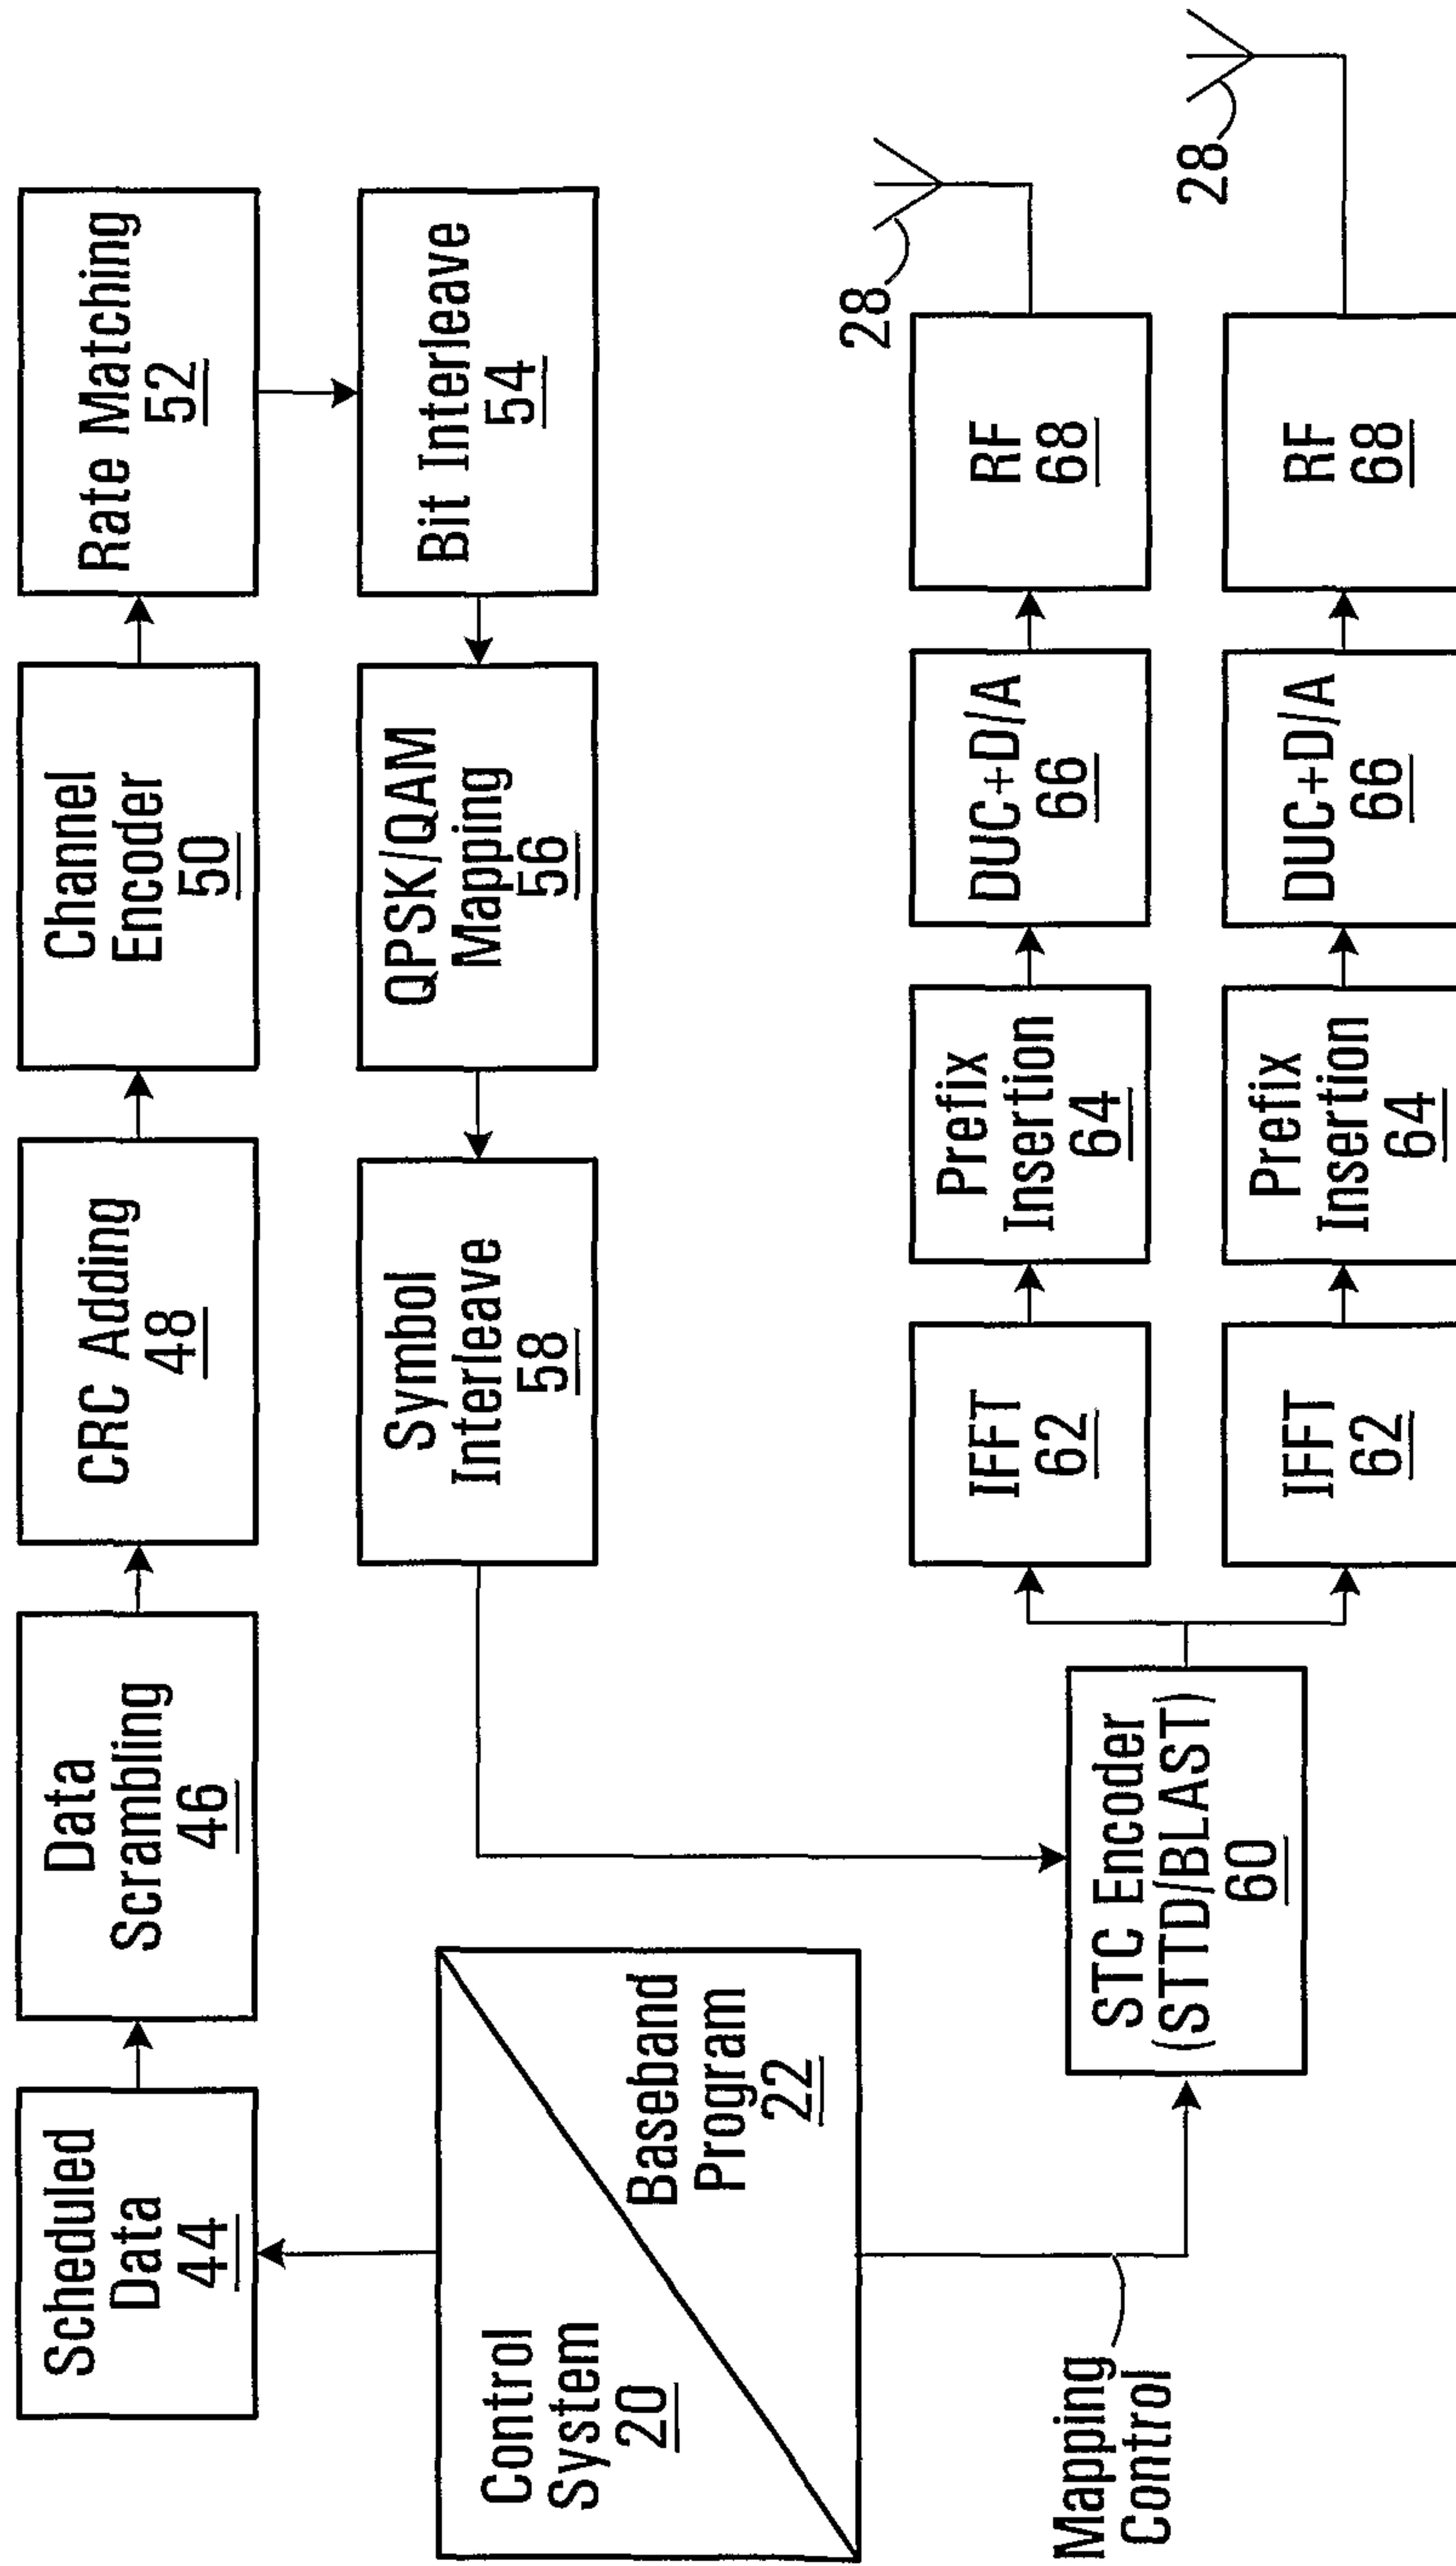 Scheduled
Data
44
Data
Scrambling
46
CRC Adding
48
Channel
Encoder
50
Rate Matching
52
Control
System
20
Baseband
Program
22
Symbol
Interleave
58
QPSK/QAM
Mapping
56
Bit Interleave
54
Mapping
Control
STC Encoder
(STTD/BLAST)
60
IFFT
62
Prefix
Insertion
64
DUC+D/A
66
RF
68
28
IFFT
62
Prefix
Insertion
64
DUC+D/A
66
RF
68
28